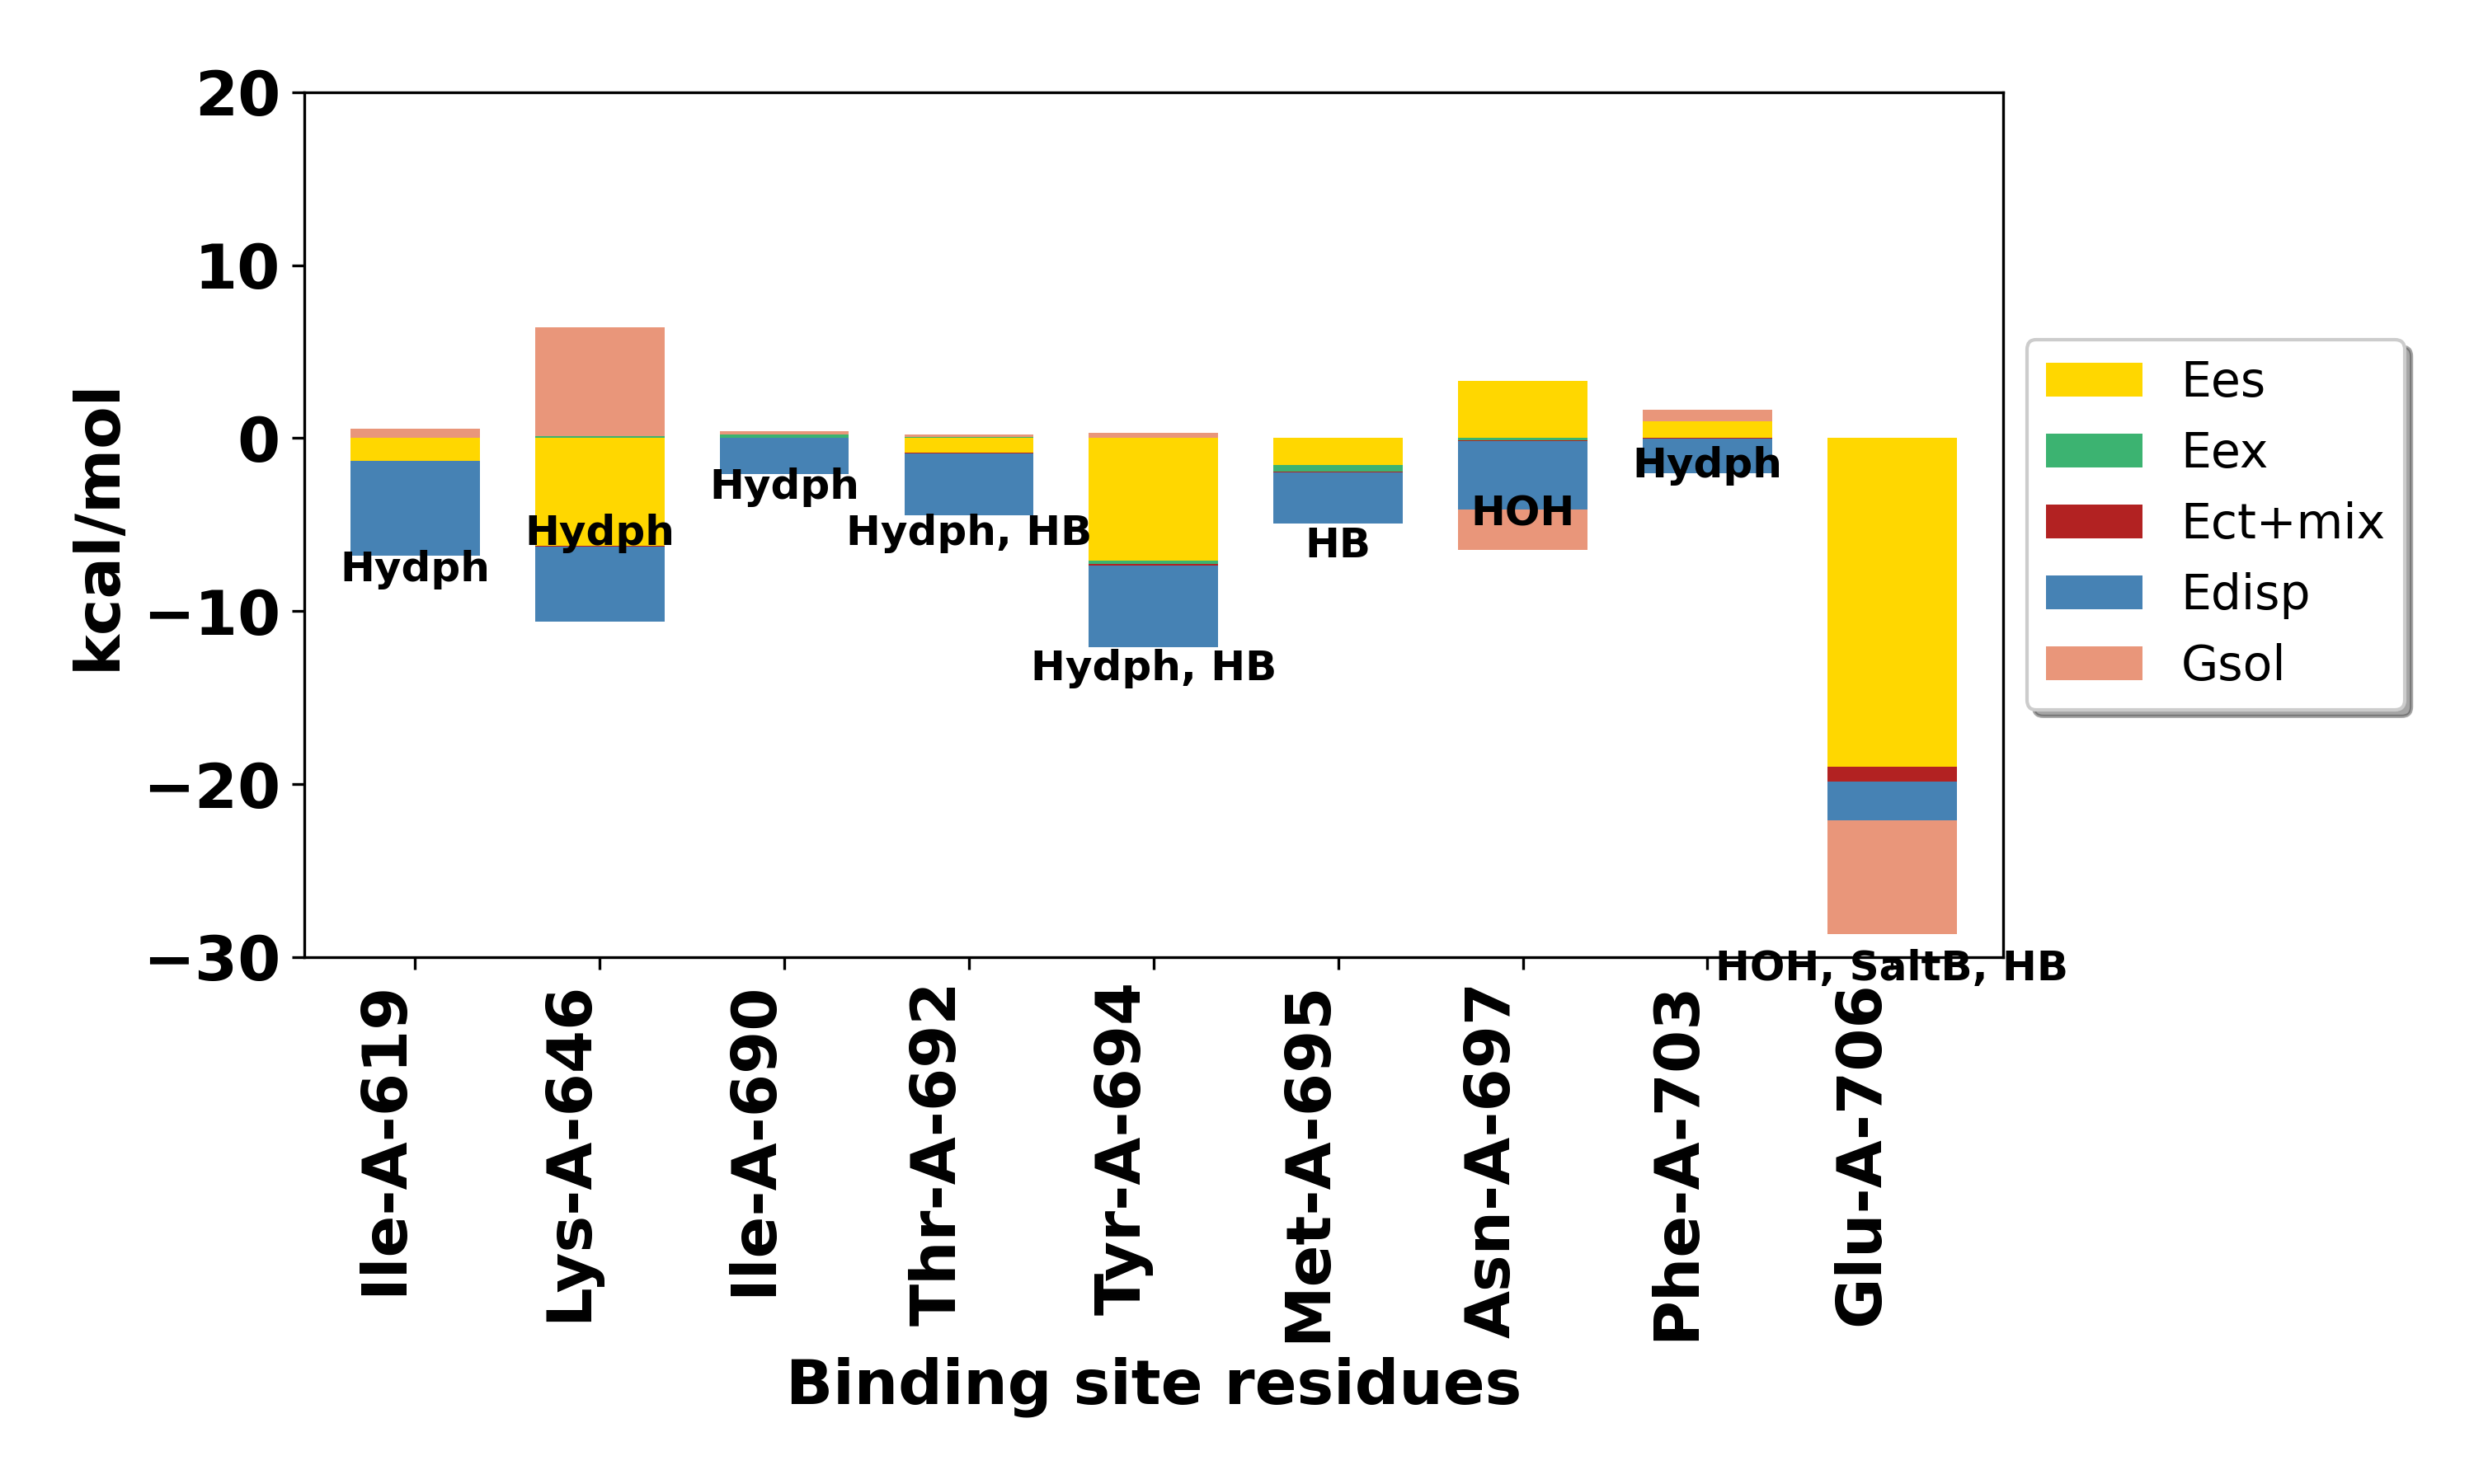 20
10
0
−10
−20
−30
kcal/mol
Hydph
Hydph
Hydph
Hydph, HB
Hydph, HB
HB
HOH
Hydph
HOH, SaltB, HB
Ile-A-619
Lys-A-646
Ile-A-690
Thr-A-692
Tyr-A-694
Met-A-695
Asn-A-697
Phe-A-703
Glu-A-706
Binding site residues
Ees
Eex
Ect+mix
Edisp
Gsol